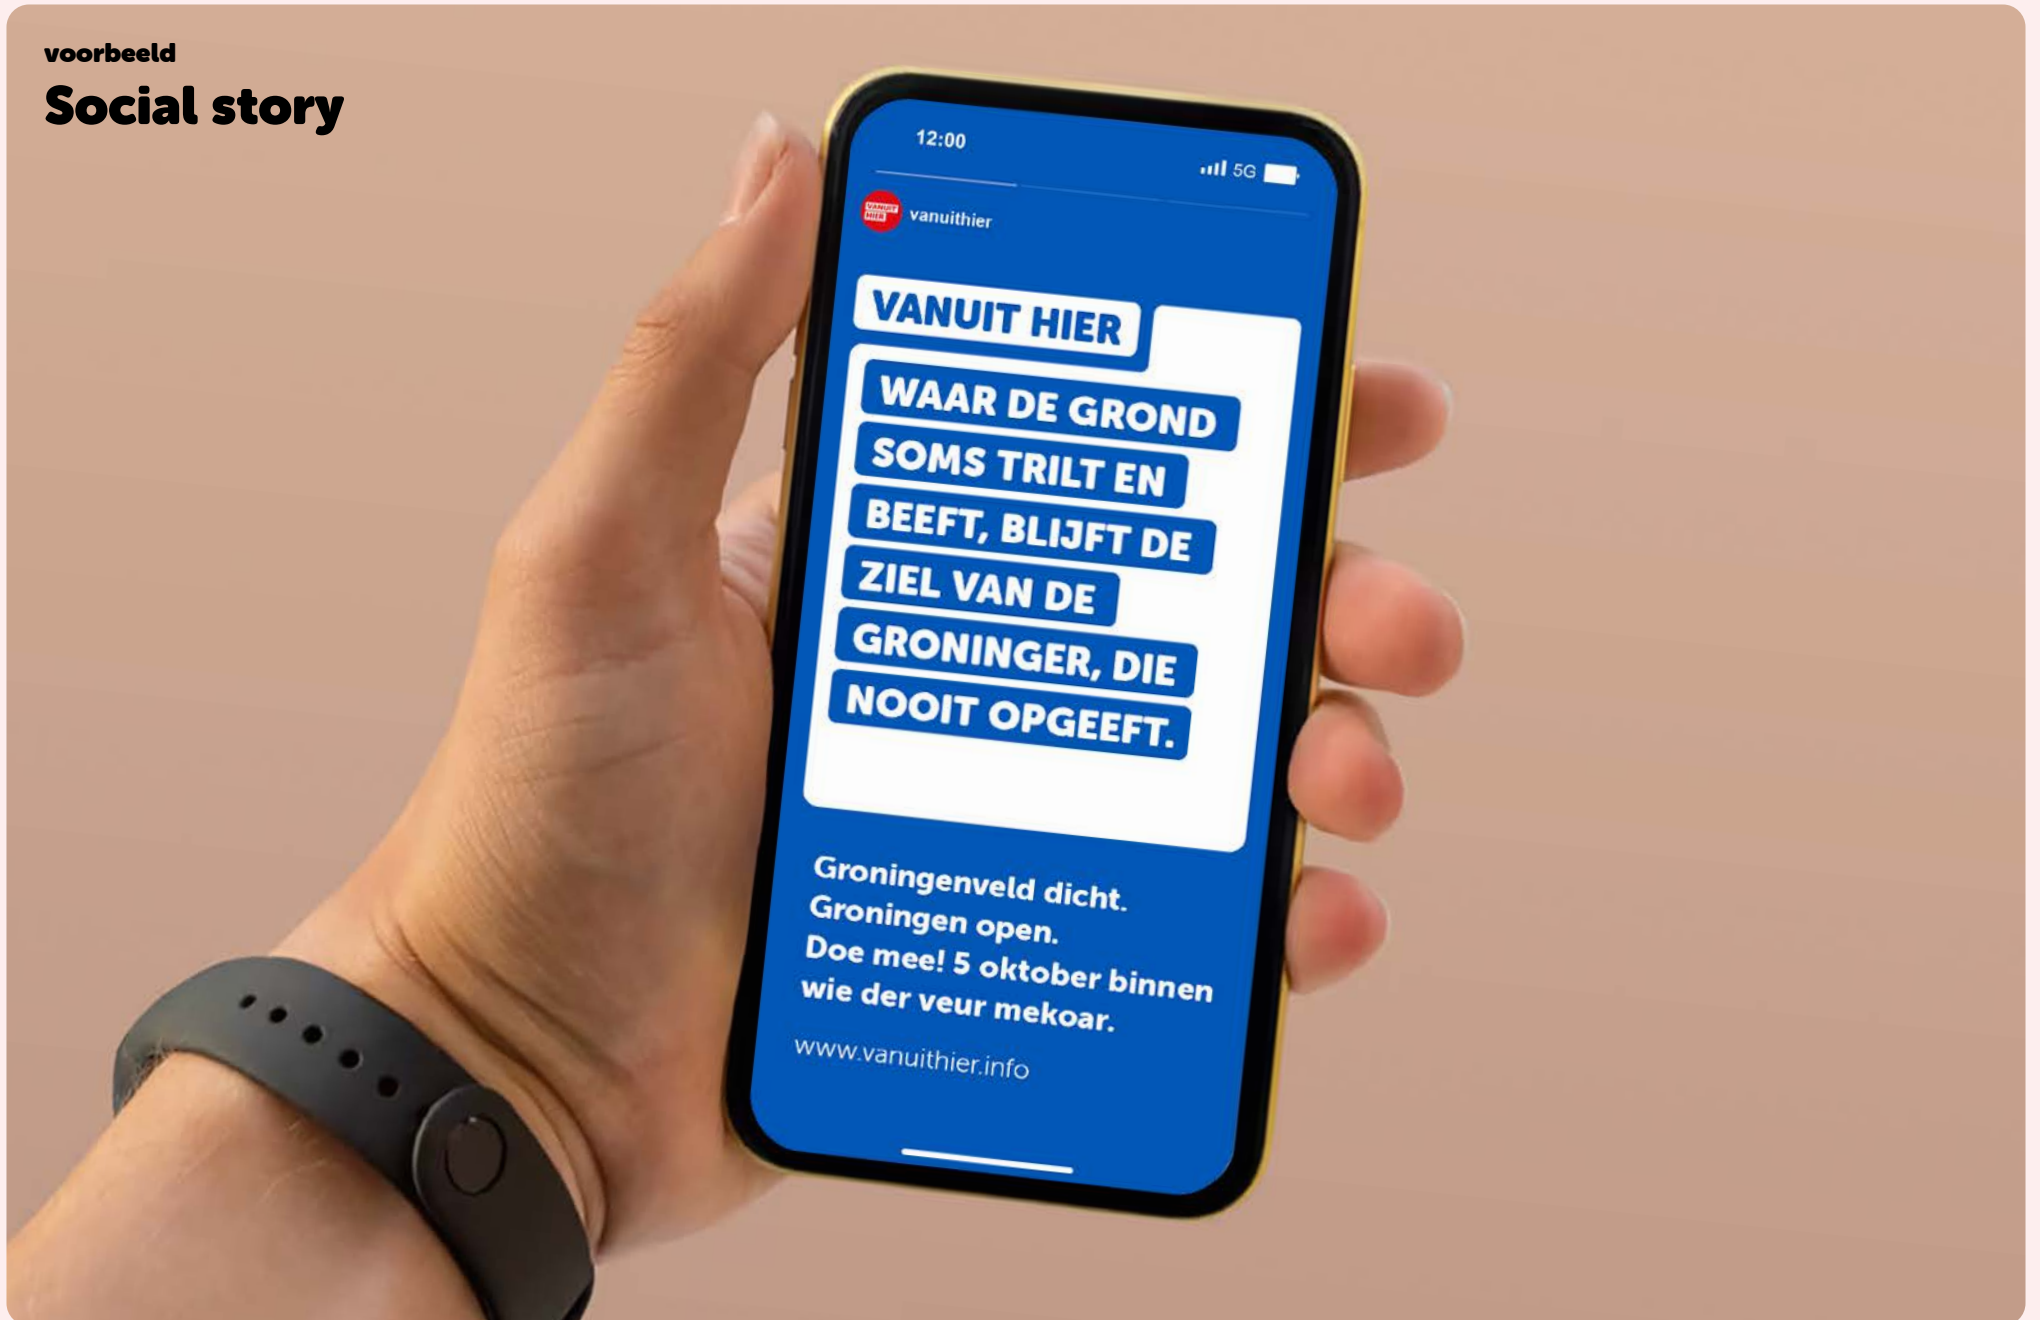 voorbeeld
Social story
12:00
5G
VANUIT HIER
vanuithier
VANUIT HIER
WAAR DE GROND
SOMS TRILT EN
BEEFT, BLIJFT DE
ZIEL VAN DE
GRONINGER, DIE
NOOIT OPGEEFT.
Groningenveld dicht.
Groningen open.
Doe mee! 5 oktober binnen
wie der veur mekoar.
www.vanuithier.info